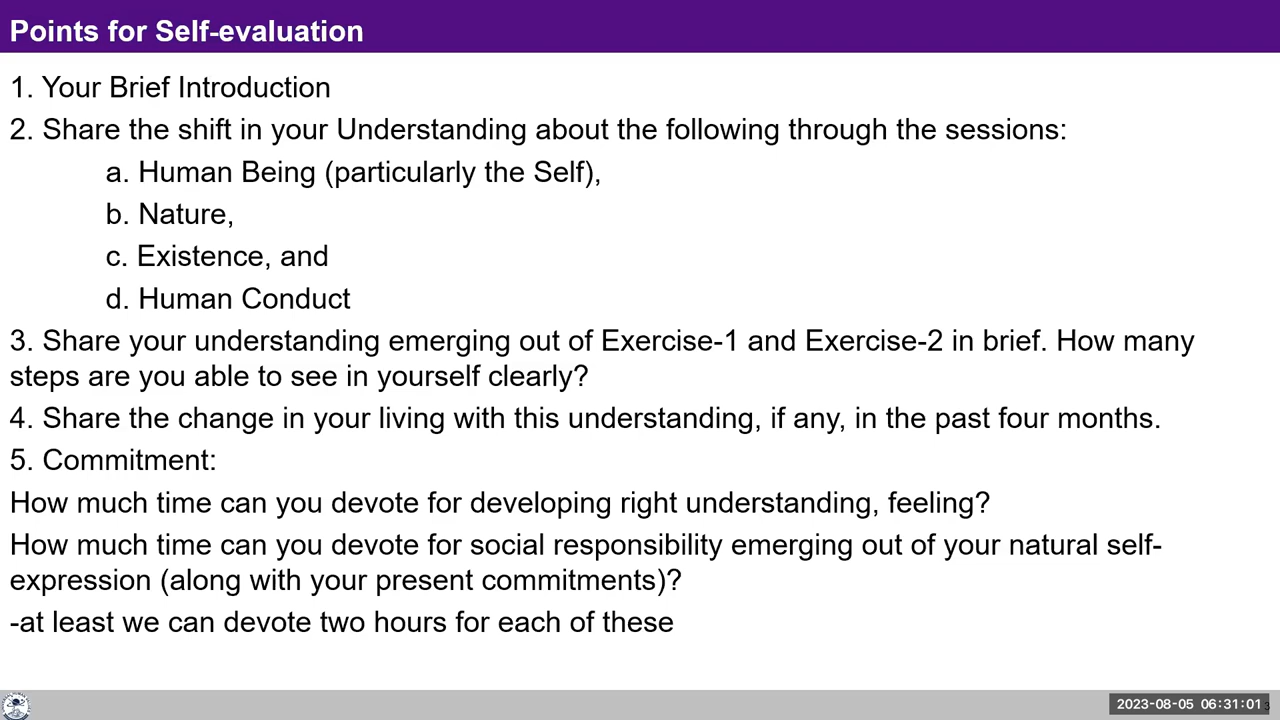 Points for Self-evaluation
1. Your Brief Introduction
2. Share the shift in your Understanding about the following through the sessions:
a. Human Being (particularly the Self),
b. Nature,
c. Existence, and
d. Human Conduct
3. Share your understanding emerging out of Exercise-1 and Exercise-2 in brief. How many
steps are you able to see in yourself clearly?
4. Share the change in your living with this understanding, if any, in the past four months.
5. Commitment:
How much time can you devote for developing right understanding, feeling?
How much time can you devote for social responsibility emerging out of your natural self-
expression (along with your present commitments)?
-at least we can devote two hours for each of these
2023-08-05 06:31:01
3